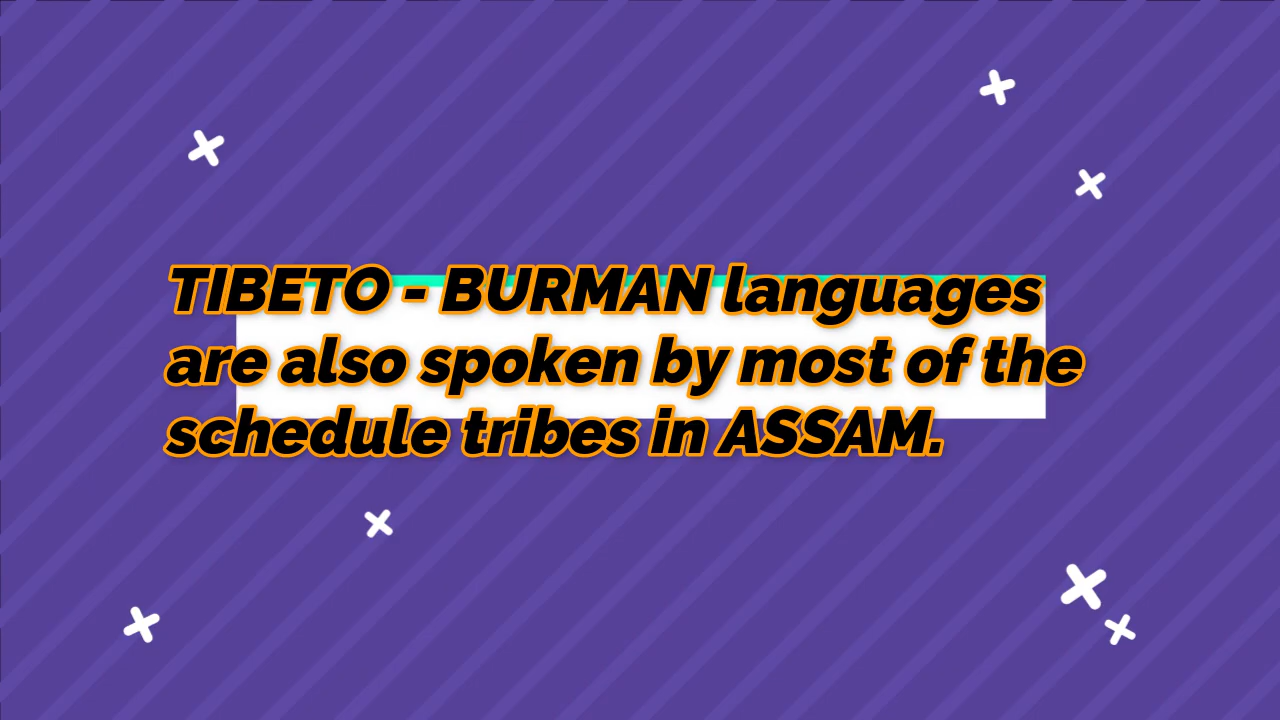 TIBETO - BURMAN languages
are also spoken by most of the
schedule tribes in ASSAM.